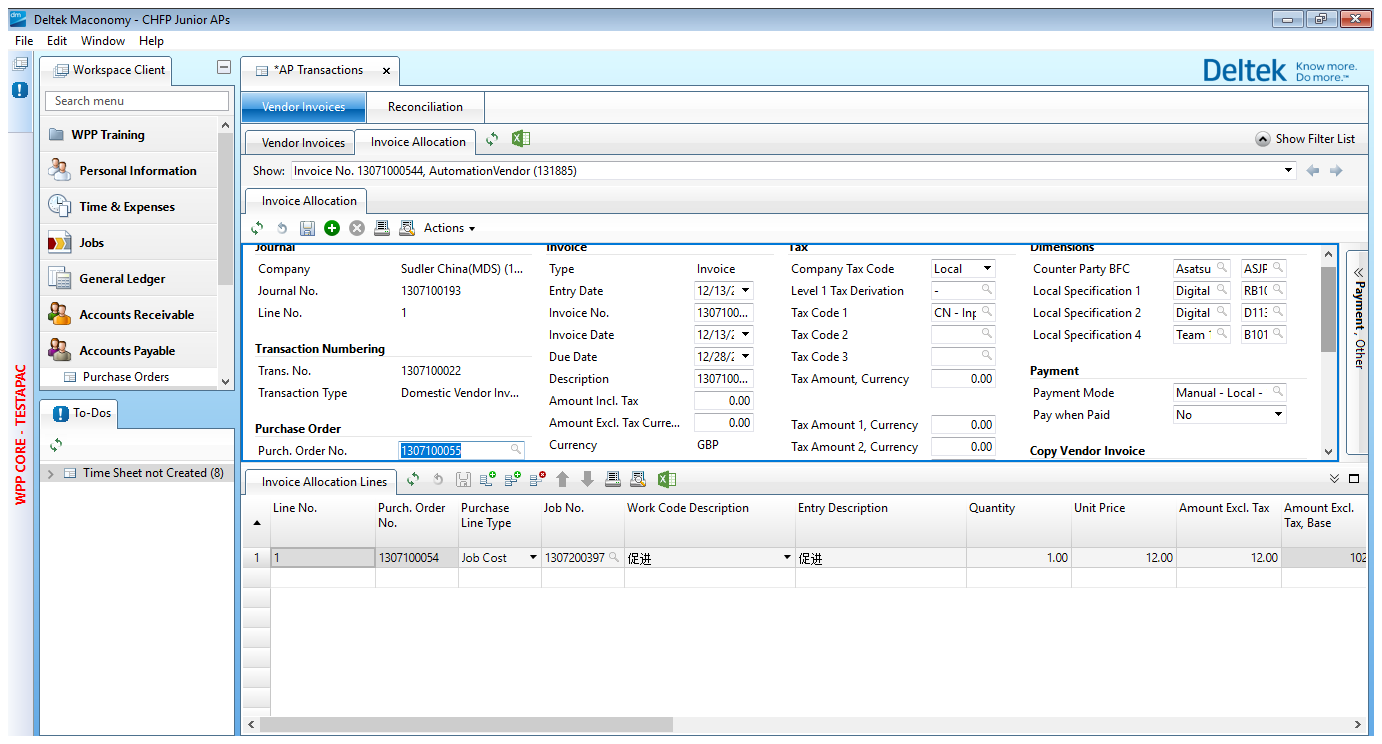 Deltek Maconomy - CHFP Junior APs
File Edit Window Help
Workspace Client
*AP Transactions
Deltek Know more. Do more.™
Search menu
WPP Training
Personal Information
Time & Expenses
Jobs
General Ledger
Accounts Receivable
Accounts Payable
Purchase Orders
To-Dos
Time Sheet not Created (8)
WPP CORE - TESTAPAC
Vendor Invoices Reconciliation
Vendor Invoices Invoice Allocation Show Filter List
Show: Invoice No. 13071000544, AutomationVendor (131885)
Invoice Allocation
Actions
Journal Invoice Tax Dimensions
Company Sudler China(MDS) (1... Type Invoice Company Tax Code Local Counter Party BFC Asatsu ASJF
Journal No. 1307100193 Entry Date 12/13/2 Level 1 Tax Derivation - Local Specification 1 Digital RB1(
Line No. 1 Invoice No. 1307100... Tax Code 1 CN - Inp Local Specification 2 Digital D113
Invoice Date 12/13/2 Tax Code 2 Local Specification 4 Team B101
Transaction Numbering Due Date 12/28/2 Tax Code 3
Trans. No. 1307100022 Description 1307100... Tax Amount, Currency 0.00 Payment
Transaction Type Domestic Vendor Inv... Amount Incl. Tax 0.00 Payment Mode Manual - Local -
Purchase Order Amount Excl. Tax Curre... 0.00 Tax Amount 1, Currency 0.00 Pay when Paid No
Purch. Order No. 1307100055 Currency GBP Tax Amount 2, Currency 0.00 Copy Vendor Invoice
Payment, Other
Invoice Allocation Lines
Line No. Purch. Order No. Purchase Line Type Job No. Work Code Description Entry Description Quantity Unit Price Amount Excl. Tax Amount Excl. Tax, Base
1 1 1307100054 Job Cost 1307200397 促进 促进 1.00 12.00 12.00 102